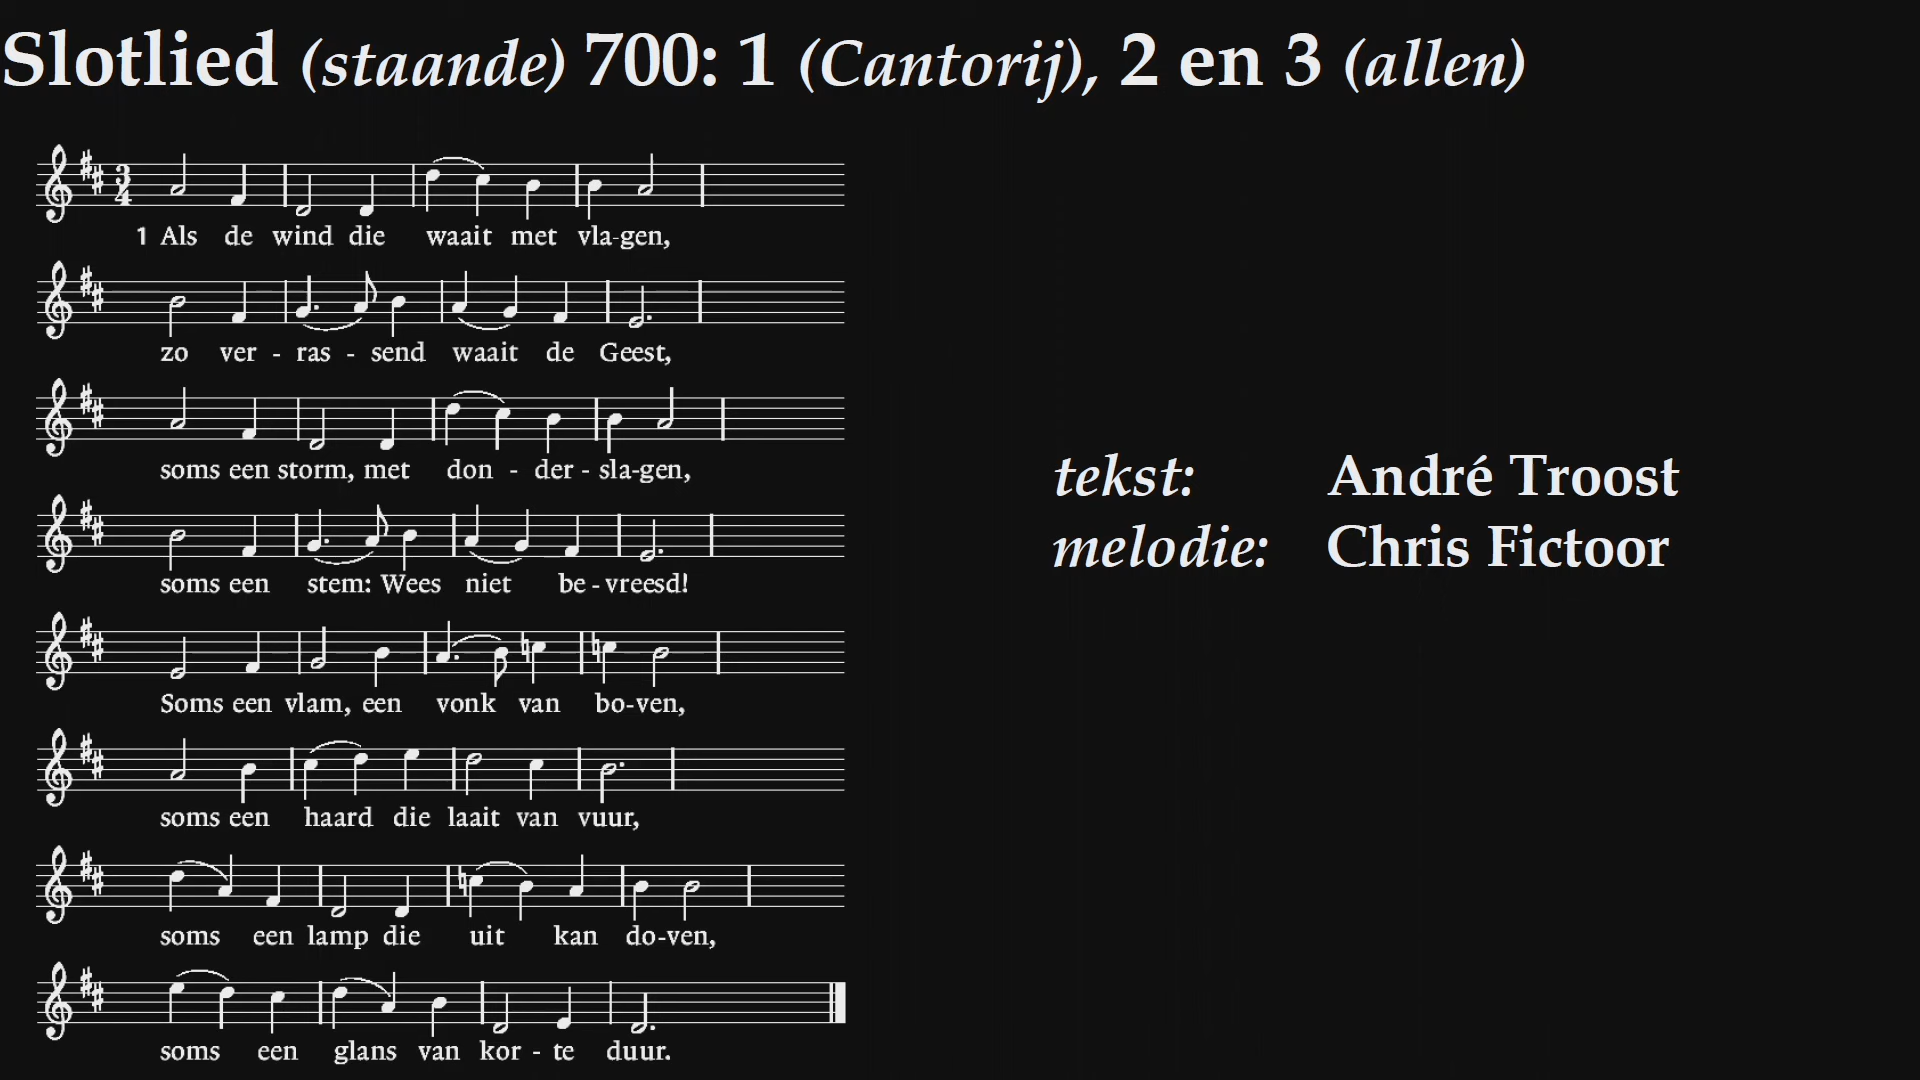 Slotlied (staande) 700: 1 (Cantorij), 2 en 3 (allen)
3
4
1 Als de wind die waait met vla-gen,
zo ver - ras - send waait de Geest,
soms een storm, met don - der - sla-gen,
soms een stem: Wees niet be - vreesd!
Soms een vlam, een vonk van bo-ven,
soms een haard die laait van vuur,
soms een lamp die uit kan do-ven,
soms een glans van kor - te duur.
tekst: André Troost
melodie: Chris Fictoor